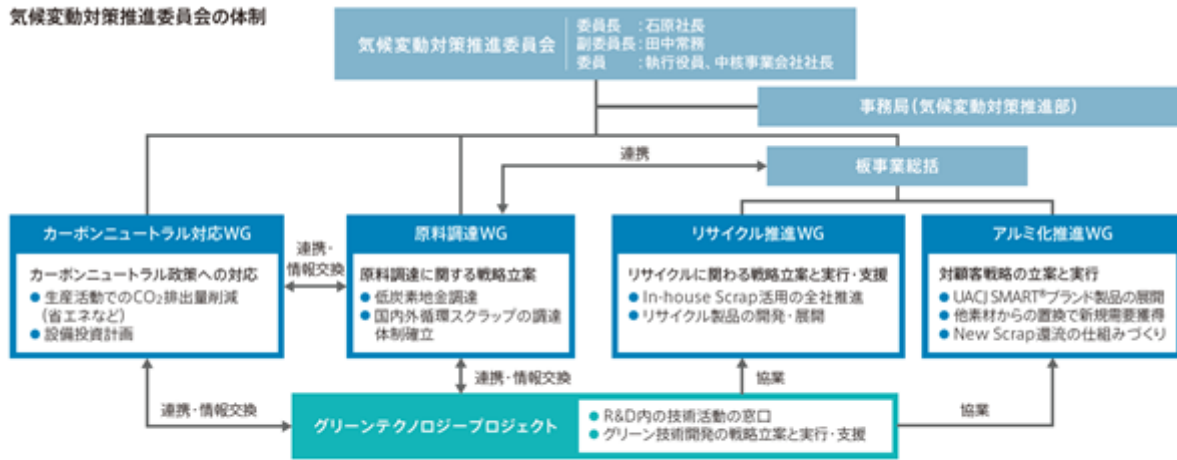 気候変動対策推進委員会の体制
気候変動対策推進委員会
委員長 :石原社長
副委員長:田中常務
委員 :執行役員、中核事業会社社長
事務局(気候変動対策推進部)
連携
板事業総括
カーボンニュートラル対応WG
カーボンニュートラル政策への対応
● 生産活動でのCO₂排出量削減
(省エネなど)
● 設備投資計画
連携・
情報交換
原料調達WG
原料調達に関する戦略立案
● 低炭素地金調達
● 国内外循環スクラップの調達
体制確立
リサイクル推進WG
リサイクルに関わる戦略立案と実行・支援
● In-house Scrap活用の全社推進
● リサイクル製品の開発・展開
アルミ化推進WG
対顧客戦略の立案と実行
● UACJ SMART®ブランド製品の展開
● 他素材からの置換で新規需要獲得
● New Scrap還流の仕組みづくり
連携・情報交換
連携・情報交換
協業
協業
グリーンテクノロジープロジェクト
● R&D内の技術活動の窓口
● グリーン技術開発の戦略立案と実行・支援